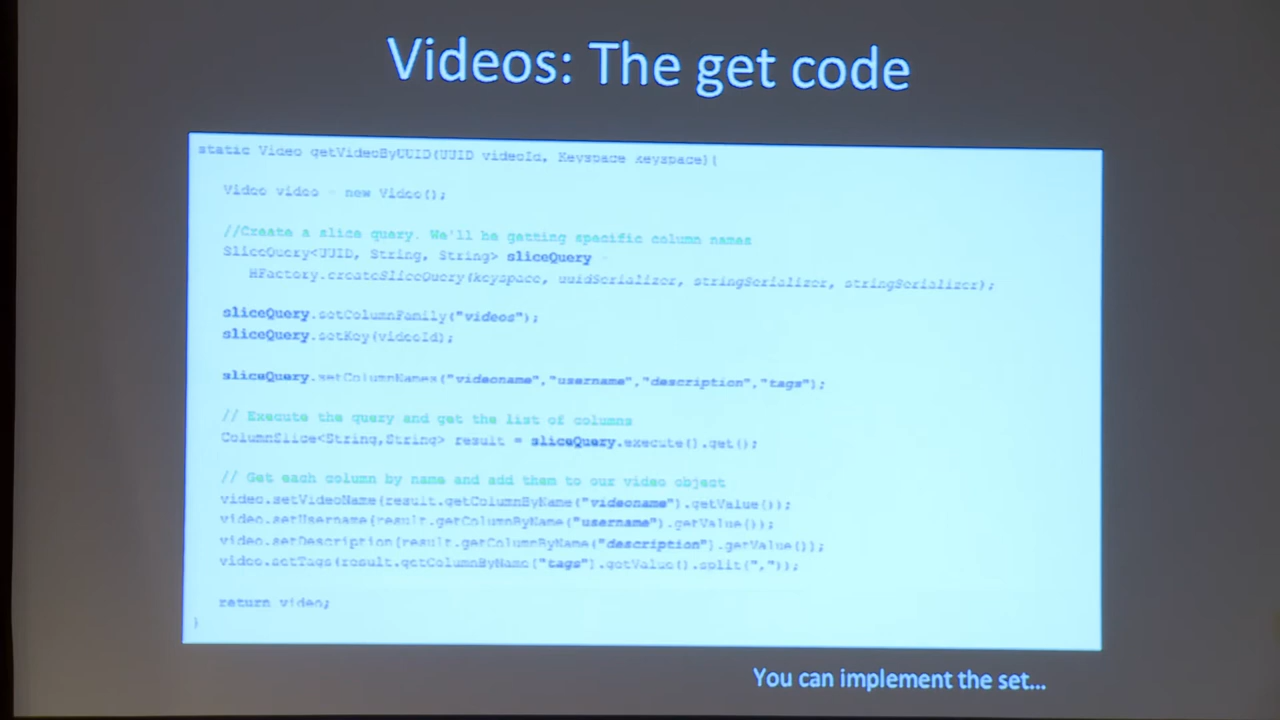 Videos: The get code
static Video getVideoByUUID(UUID videoId, Keyspace keyspace){
Video video = new Video();
//Create a slice query. We'll be getting specific column names
SliceQuery<UUID, String, String> sliceQuery =
HFactory.createSliceQuery(keyspace, uuidSerializer, stringSerializer, stringSerializer);
sliceQuery.setColumnFamily("videos");
sliceQuery.setKey(videoId);
sliceQuery.setColumnNames("videoname","username","description","tags");
// Execute the query and get the list of columns
ColumnSlice<String,String> result = sliceQuery.execute().get();
// Get each column by name and add them to our video object
video.setVideoName(result.getColumnByName("videoname").getValue());
video.setUsername(result.getColumnByName("username").getValue());
video.setDescription(result.getColumnByName("description").getValue());
video.setTags(result.getColumnByName("tags").getValue().split(","));
return video;
}
You can implement the set...